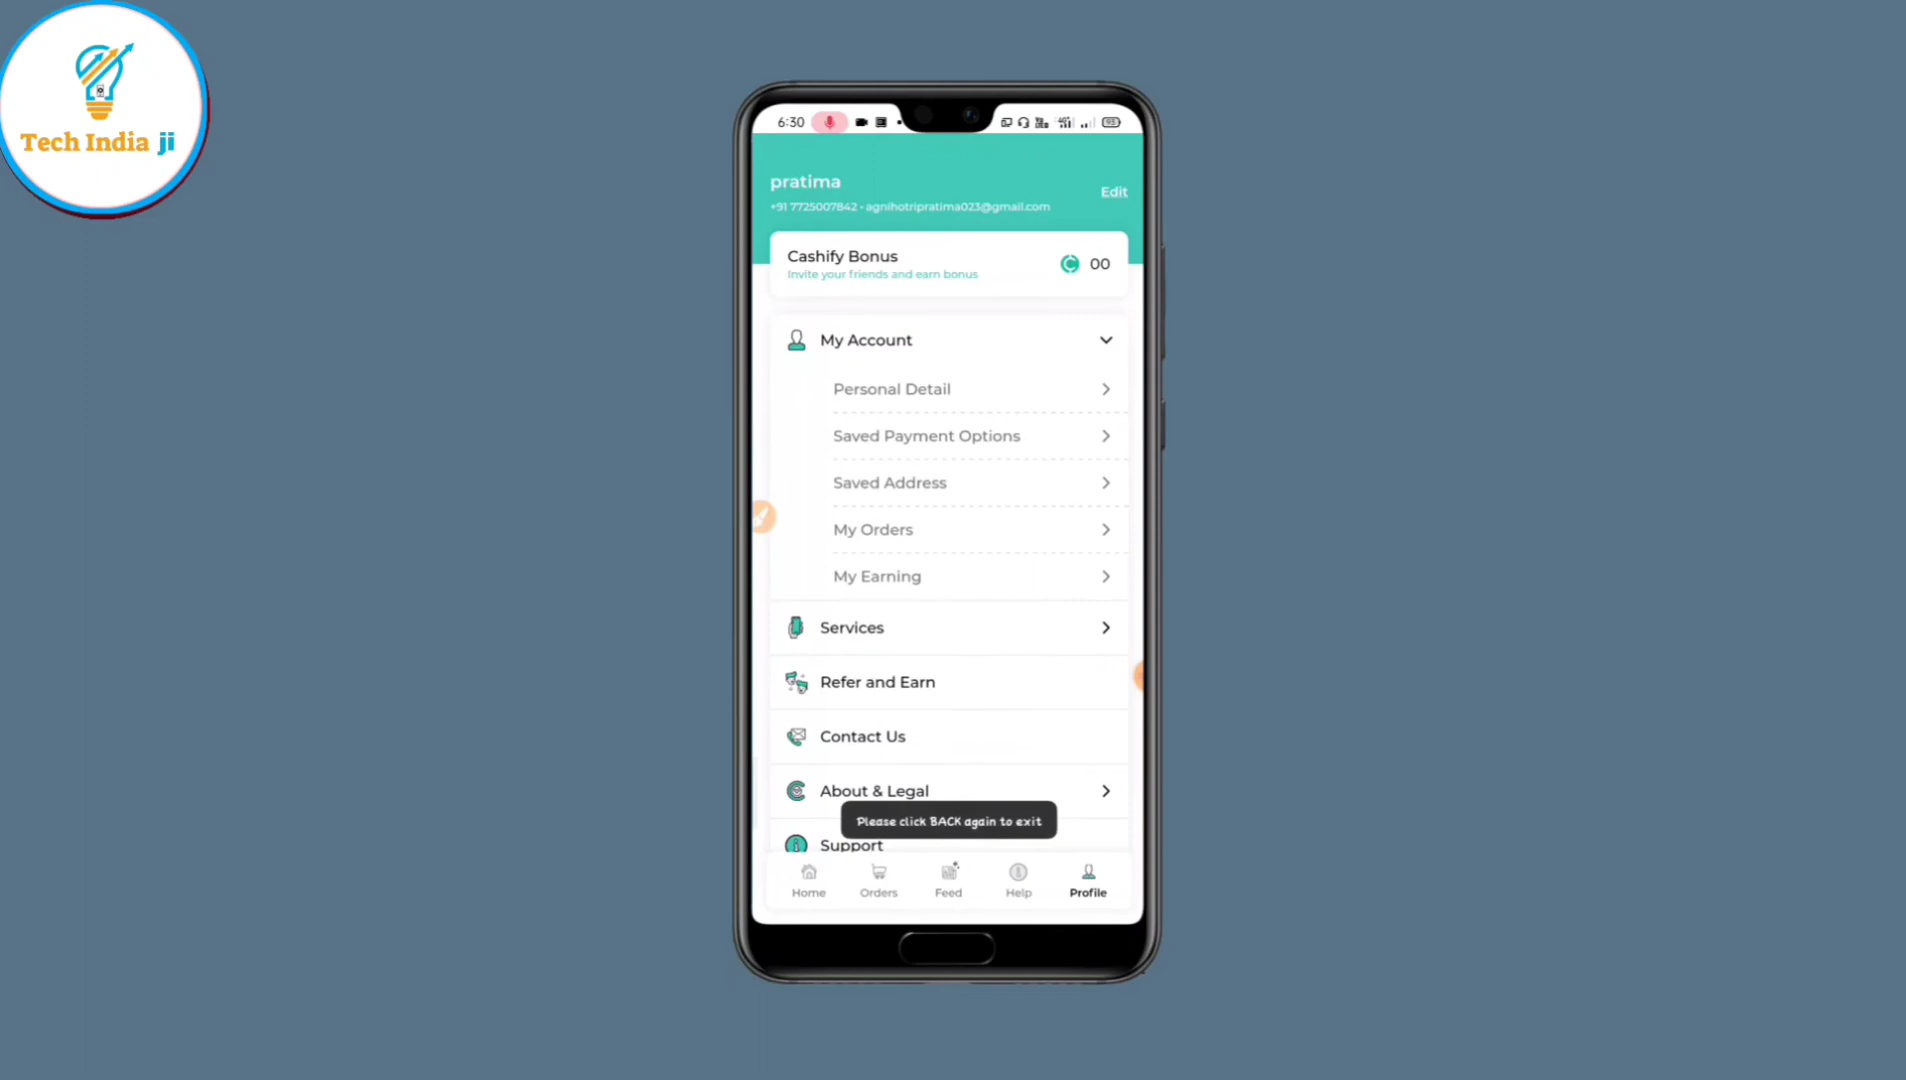 Tech India ji
6:30
93
pratima
Edit
+91 7725007842 - agnihotripratima023@gmail.com
Cashify Bonus
Invite your friends and earn bonus
00
My Account
Personal Detail
Saved Payment Options
Saved Address
My Orders
My Earning
Services
Refer and Earn
Contact Us
About & Legal
Please click BACK again to exit
Support
Home
Orders
Feed
Help
Profile